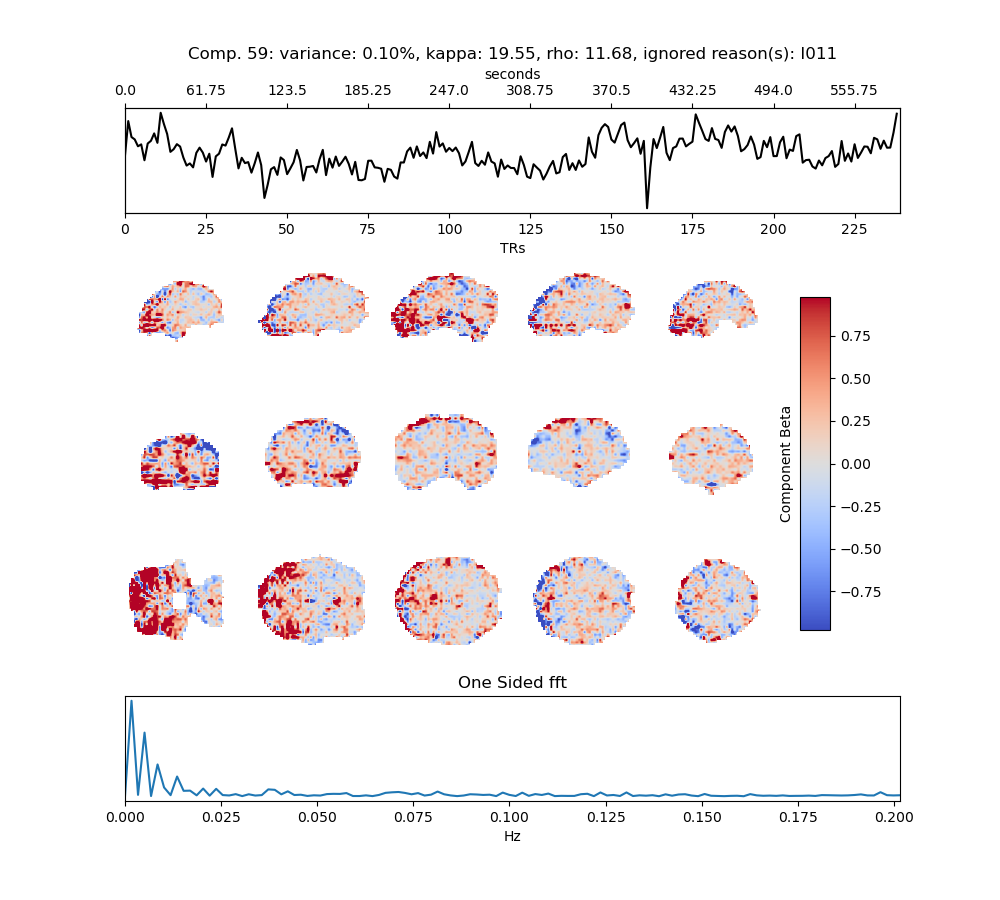 Comp. 59: variance: 0.10%, kappa: 19.55, rho: 11.68, ignored reason(s): I011
seconds
0.0 61.75 123.5 185.25 247.0 308.75 370.5 432.25 494.0 555.75
0 25 50 75 100 125 150 175 200 225
TRs
0.75
0.50
0.25
0.00
−0.25
−0.50
−0.75
Component Beta
One Sided fft
0.000 0.025 0.050 0.075 0.100 0.125 0.150 0.175 0.200
Hz